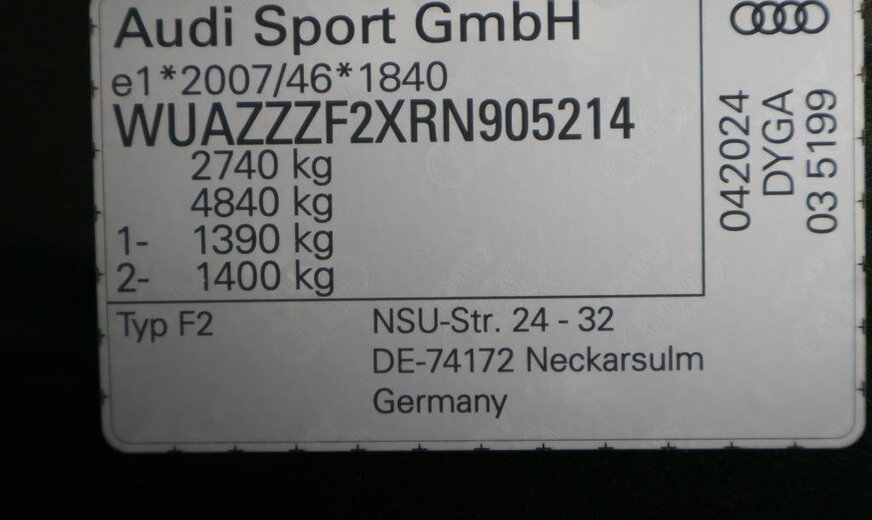 Audi Sport GmbH
e1*2007/46*1840
WUAZZZF2XRN905214
2740 kg
4840 kg
1- 1390 kg
2- 1400 kg
Typ F2
NSU-Str. 24 - 32
DE-74172 Neckarsulm
Germany
042024
DYGA
03 5199